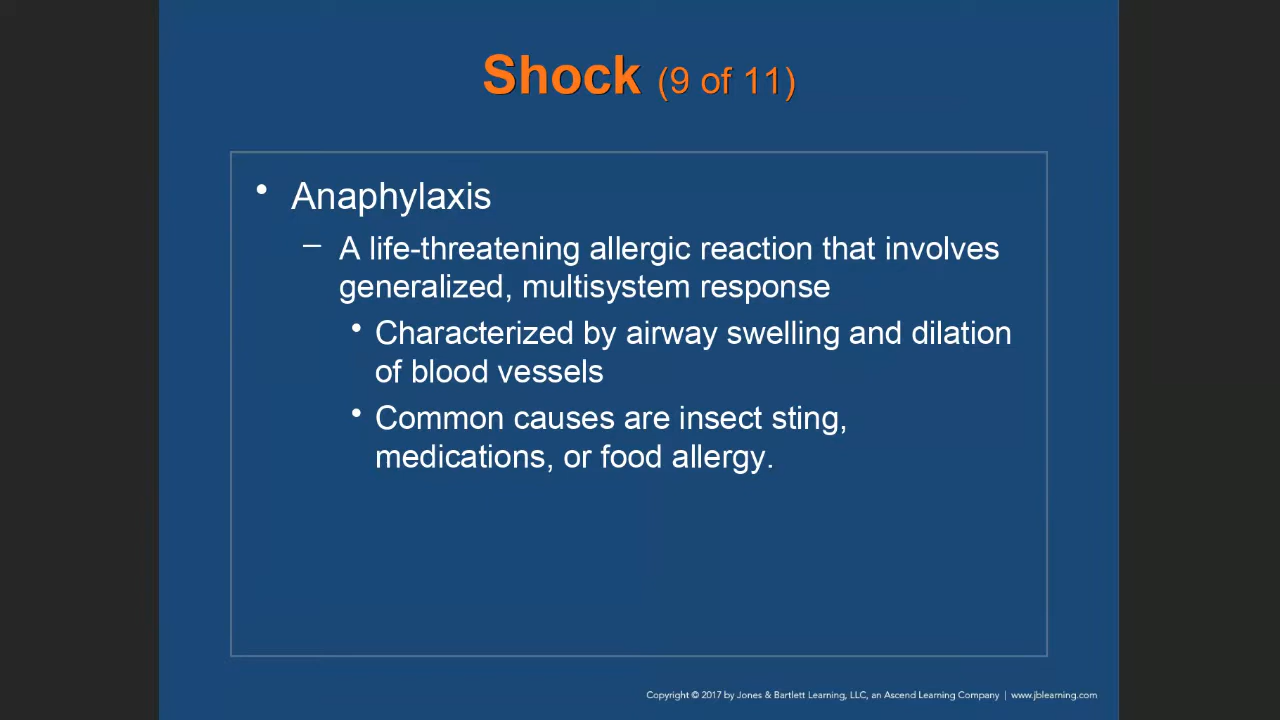 Shock (9 of 11)
• Anaphylaxis
– A life-threatening allergic reaction that involves
generalized, multisystem response
• Characterized by airway swelling and dilation
of blood vessels
• Common causes are insect sting,
medications, or food allergy.
Copyright © 2017 by Jones & Bartlett Learning, LLC, an Ascend Learning Company | www.jblearning.com